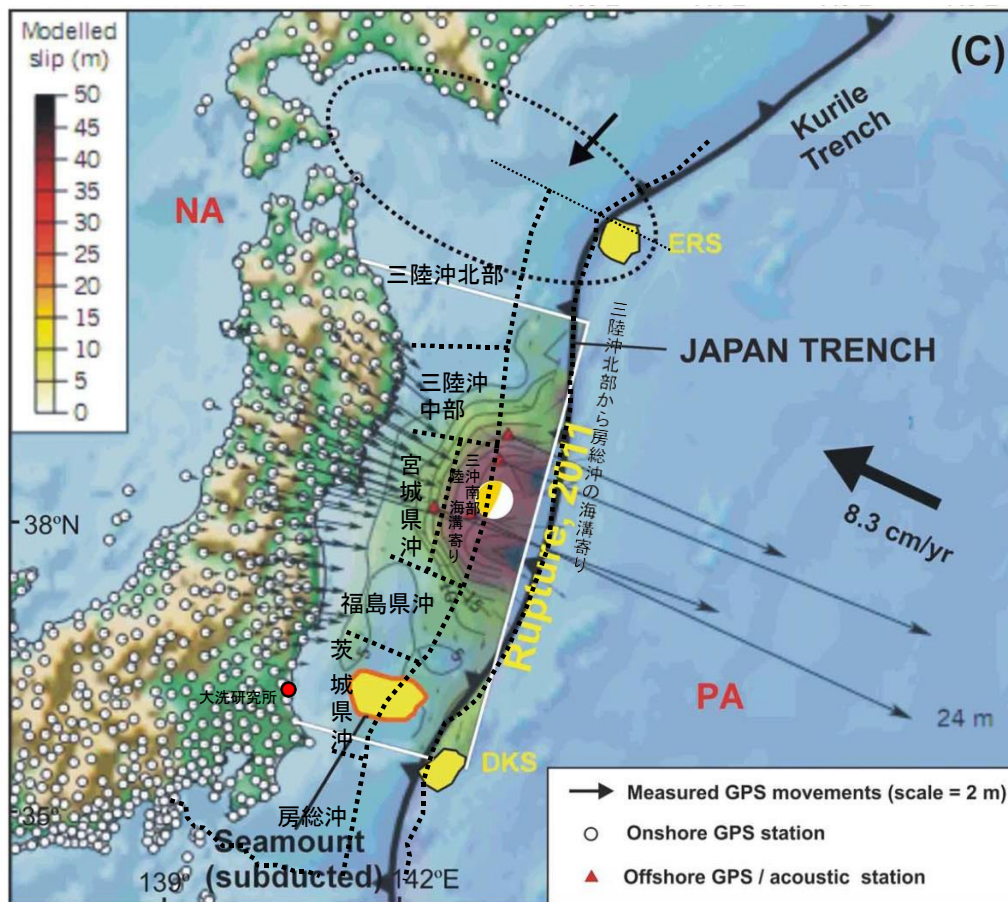 Modelled
slip (m)
50
45
40
35
30
25
20
15
10
5
0
(C)
Kurile
Trench
NA
ERS
三陸沖北部
JAPAN TRENCH
三陸沖北部から房総沖の海溝寄り
三陸沖
中部
Rupture, 2011
宮城県沖
三陸沖南部
海溝寄り
38ºN
8.3 cm/yr
福島県沖
茨城県沖
大洗研究所
PA
24 m
DKS
35º
房総沖
Seamount
(subducted)
139º
142ºE
Measured GPS movements (scale = 2 m)
Onshore GPS station
Offshore GPS / acoustic station